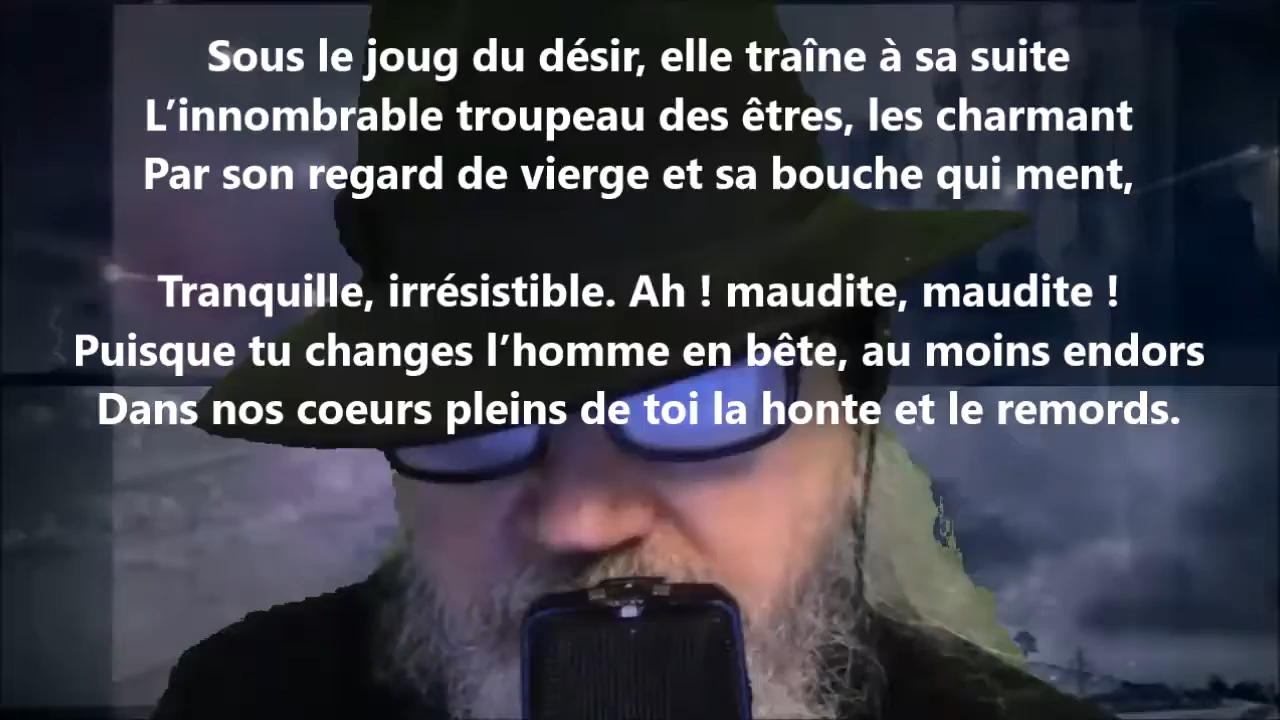 Sous le joug du désir, elle traîne à sa suite
L’innombrable troupeau des êtres, les charmant
Par son regard de vierge et sa bouche qui ment,
Tranquille, irrésistible. Ah ! maudite, maudite !
Puisque tu changes l’homme en bête, au moins endors
Dans nos coeurs pleins de toi la honte et le remords.